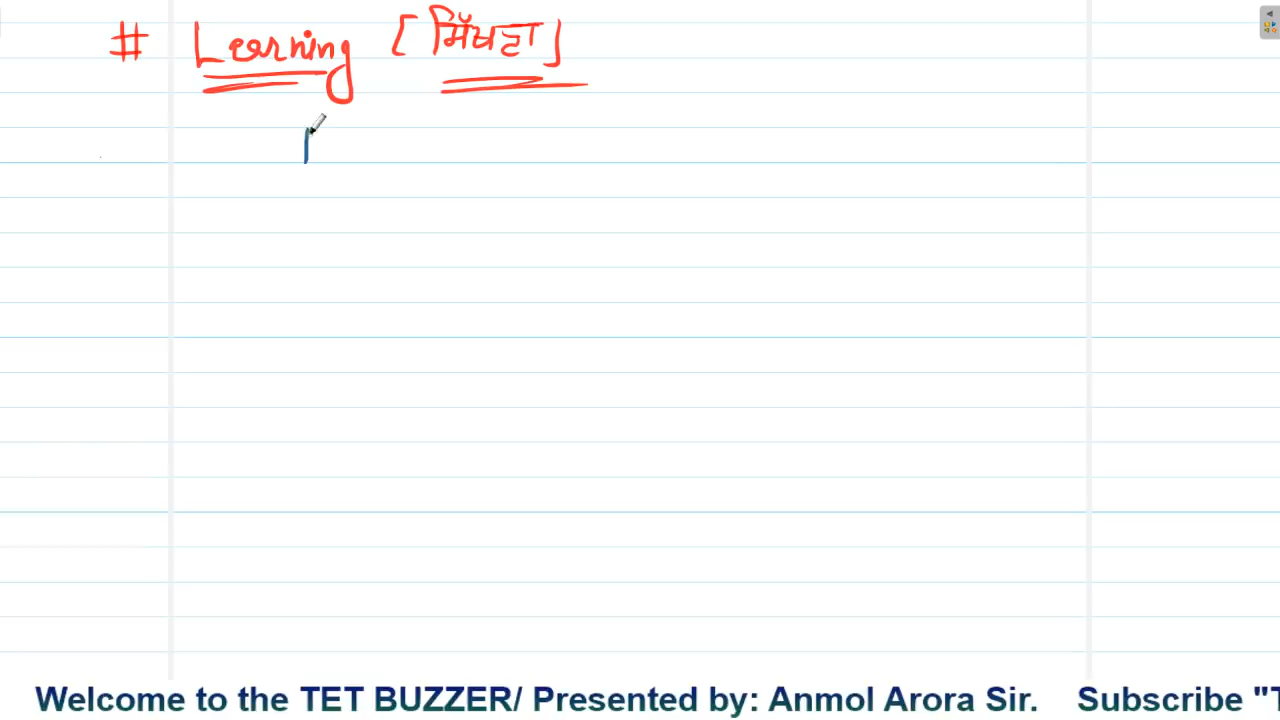 # Learning [ਸਿੱਖਣਾ]
Welcome to the TET BUZZER/ Presented by: Anmol Arora Sir. Subscribe "T